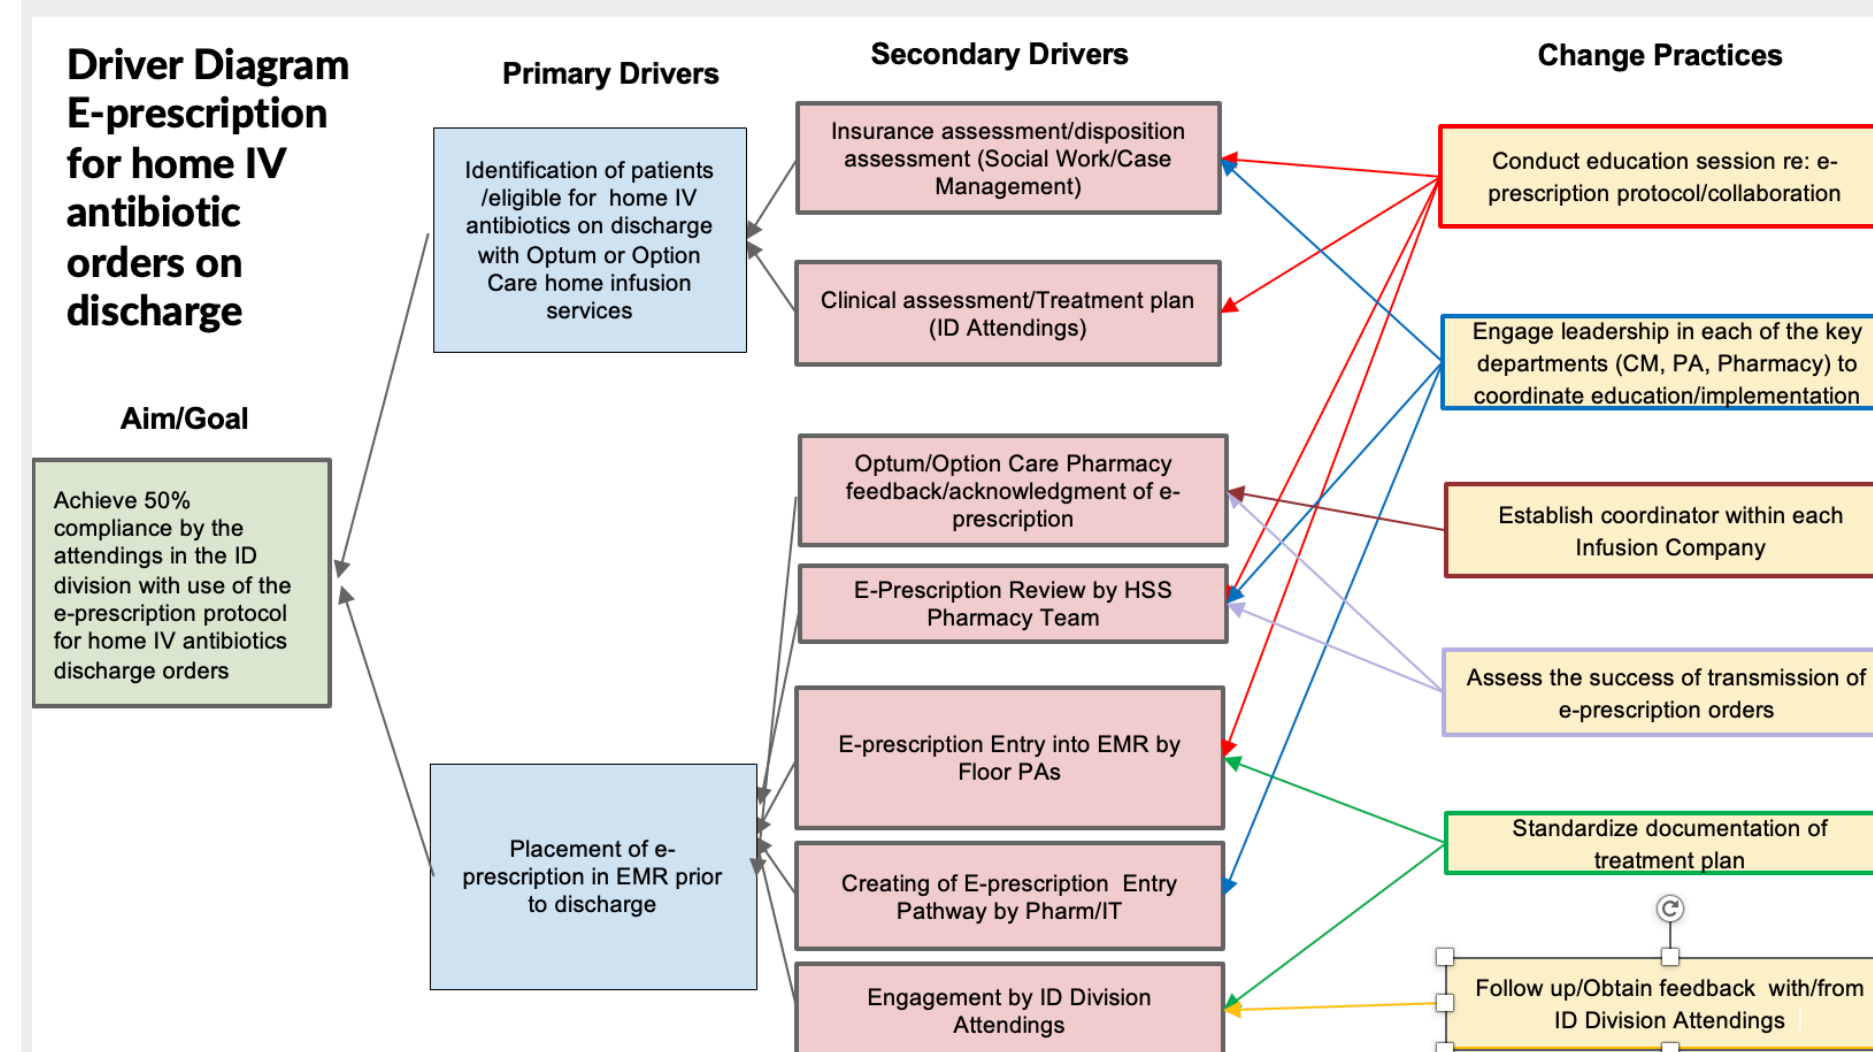 Driver Diagram
E-prescription
for home IV
antibiotic
orders on
discharge
Aim/Goal
Achieve 50%
compliance by the
attendings in the ID
division with use of the
e-prescription protocol
for home IV antibiotics
discharge orders
Primary Drivers
Identification of patients
/eligible for  home IV
antibiotics on discharge
with Optum or Option
Care home infusion
services
Placement of e-
prescription in EMR prior
to discharge
Secondary Drivers
Insurance assessment/disposition
assessment (Social Work/Case
Management)
Clinical assessment/Treatment plan
(ID Attendings)
Optum/Option Care Pharmacy
feedback/acknowledgment of e-
prescription
E-Prescription Review by HSS
Pharmacy Team
E-prescription Entry into EMR by
Floor PAs
Creating of E-prescription  Entry
Pathway by Pharm/IT
Engagement by ID Division
Attendings
Change Practices
Conduct education session re: e-
prescription protocol/collaboration
Engage leadership in each of the key
departments (CM, PA, Pharmacy) to
coordinate education/implementation
Establish coordinator within each
Infusion Company
Assess the success of transmission of
e-prescription orders
Standardize documentation of
treatment plan
Follow up/Obtain feedback  with/from
ID Division Attendings